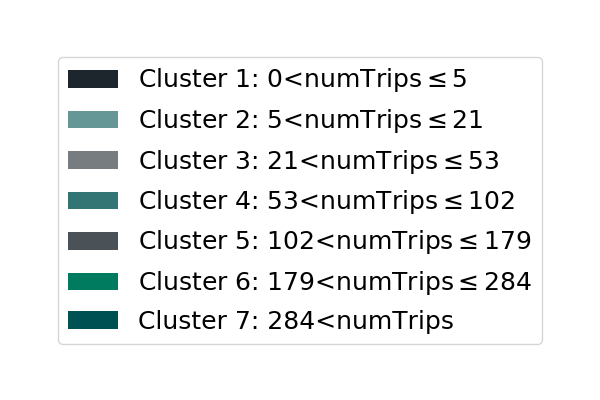 Cluster 1: 0<numTrips≤5
Cluster 2: 5<numTrips≤21
Cluster 3: 21<numTrips≤53
Cluster 4: 53<numTrips≤102
Cluster 5: 102<numTrips≤179
Cluster 6: 179<numTrips≤284
Cluster 7: 284<numTrips